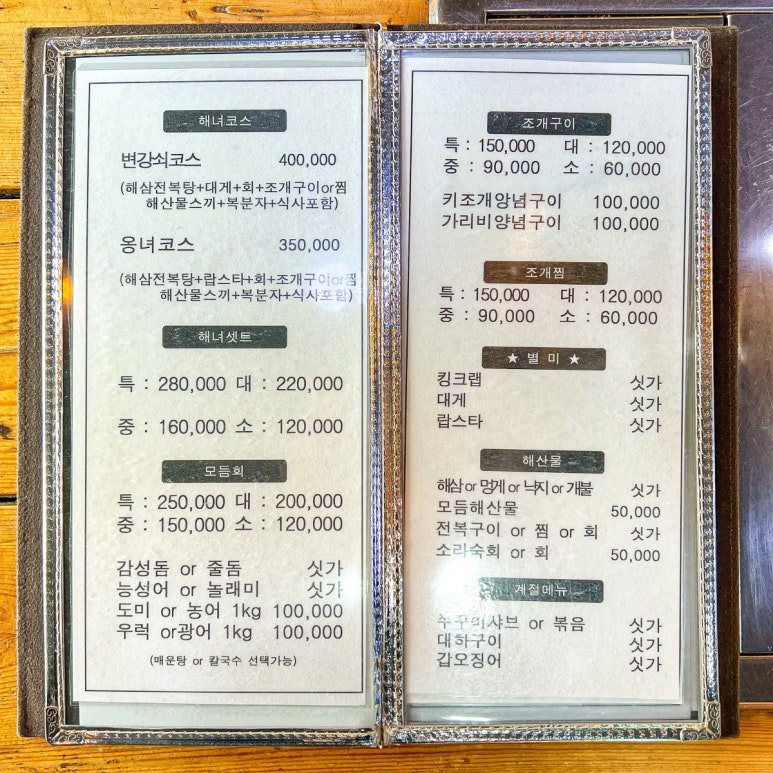 해녀코스
변강쇠코스 400,000
(해삼전복탕+대게+회+조개구이or찜
해산물스끼+복분자+식사포함)
옹녀코스 350,000
(해삼전복탕+랍스타+회+조개구이or찜
해산물스끼+복분자+식사포함)
해녀셋트
특 : 280,000 대 : 220,000
중 : 160,000 소 : 120,000
모듬회
특 : 250,000 대 : 200,000
중 : 150,000 소 : 120,000
감성돔 or 줄돔 싯가
능성어 or 놀래미 싯가
도미 or 농어 1kg 100,000
우럭 or광어 1kg 100,000
(매운탕 or 칼국수 선택가능)
조개구이
특 : 150,000 대 : 120,000
중 : 90,000 소 : 60,000
키조개양념구이 100,000
가리비양념구이 100,000
조개찜
특 : 150,000 대 : 120,000
중 : 90,000 소 : 60,000
★ 별 미 ★
킹크랩 싯가
대게 싯가
랍스타 싯가
해산물
해삼 or 멍게 or 낙지 or 개불 싯가
모듬해산물 50,000
전복구이 or 찜 or 회 싯가
소라숙회 or 회 50,000
계절메뉴
쭈꾸미샤브 or 볶음 싯가
대하구이 싯가
갑오징어 싯가